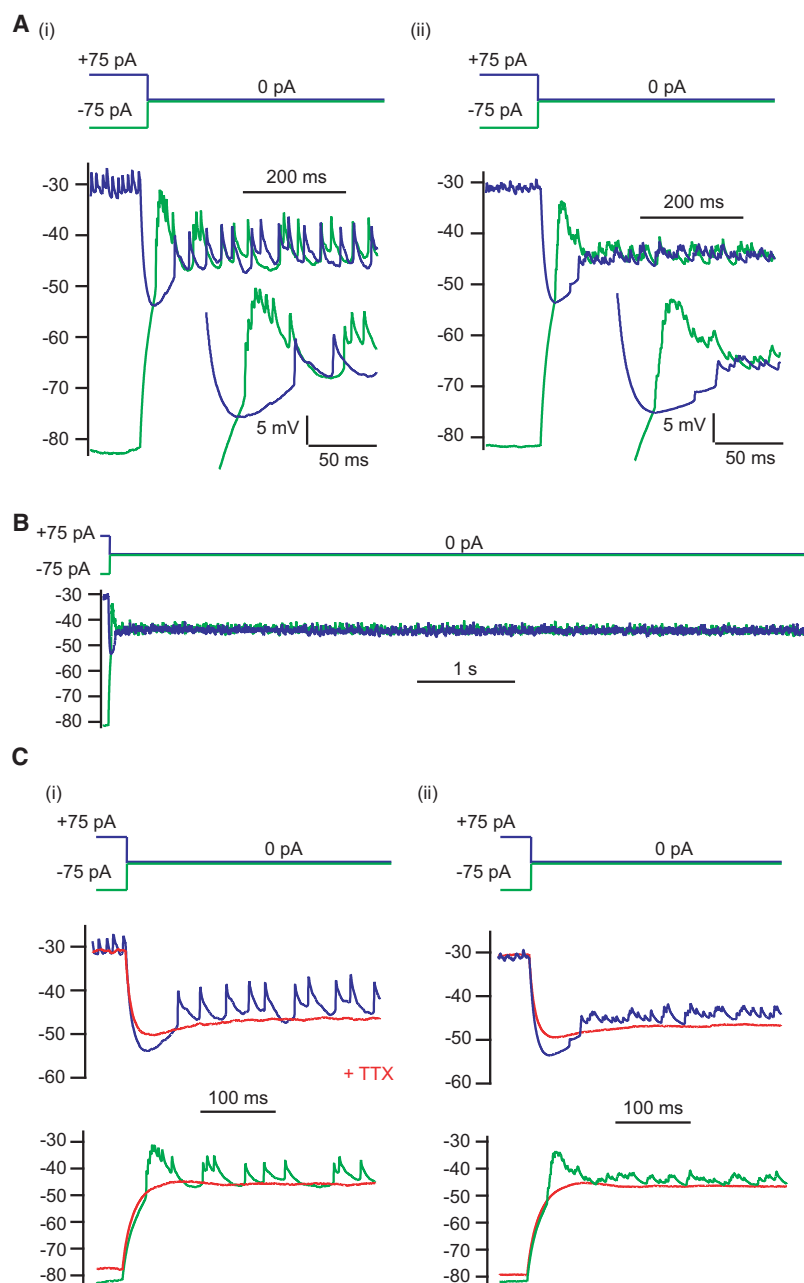 A (i) (ii)
+75 pA +75 pA
0 pA 0 pA
-75 pA -75 pA
-30 200 ms -30 200 ms
-40 -40
-50 -50
-60 -60
-70 -70
-80 5 mV -80 5 mV
50 ms 50 ms
B
+75 pA
0 pA
-75 pA
-30
-40
-50
-60 1 s
-70
-80
C
(i) (ii)
+75 pA +75 pA
0 pA 0 pA
-75 pA -75 pA
-30 -30
-40 -40
-50 -50
-60 + TTX -60
100 ms 100 ms
-30 -30
-40 -40
-50 -50
-60 -60
-70 -70
-80 -80